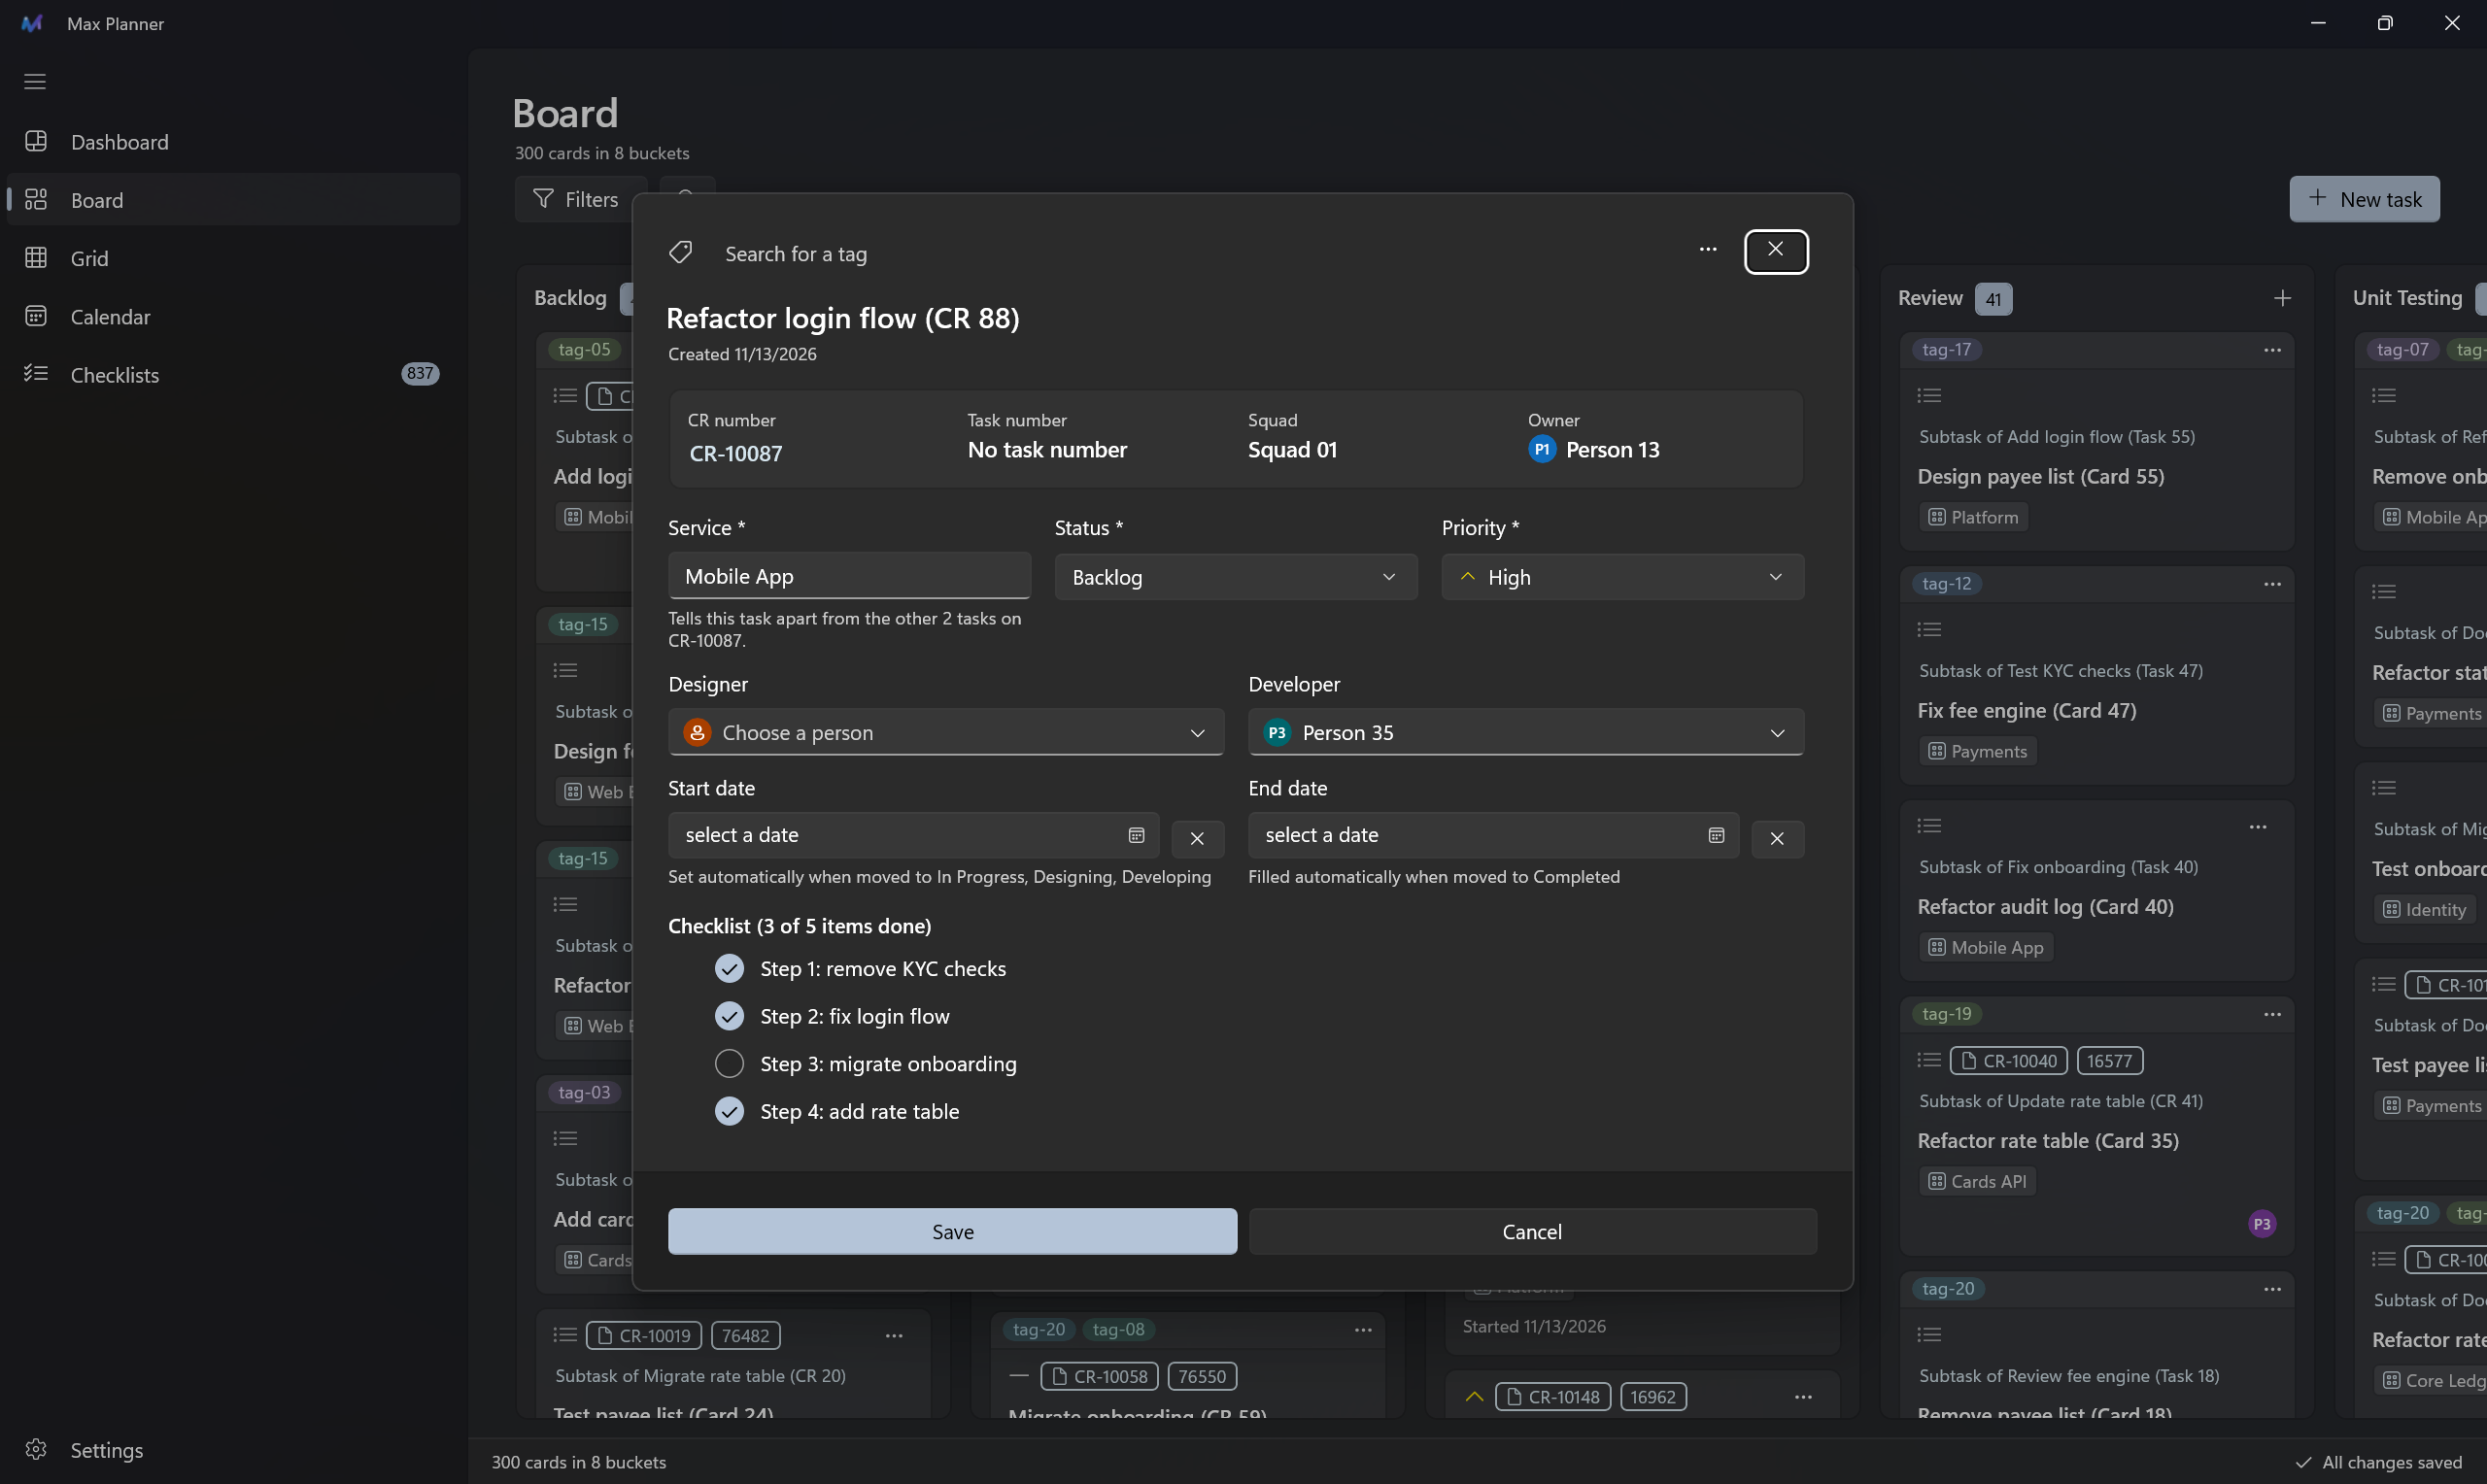 Max Planner
Dashboard
Board
Grid
Calendar
Checklists
837
Settings
Board
300 cards in 8 buckets
Filters
New task
Backlog
tag-05
Subtask
Add
tag-15
Subtask
Design
Web
tag-15
Subtask
Refactor
Web
tag-03
Subtask
Add
Cards
CR-10019
76482
Subtask of Migrate rate table (CR 20)
Test payee list (Card 24)
Search for a tag
Refactor login flow (CR 88)
Created 11/13/2026
CR number
CR-10087
Task number
No task number
Squad
Squad 01
Owner
P1 Person 13
Service *
Mobile App
Tells this task apart from the other 2 tasks on
CR-10087.
Status *
Backlog
Priority *
High
Designer
Choose a person
Developer
P3 Person 35
Start date
select a date
Set automatically when moved to In Progress, Designing, Developing
End date
select a date
Filled automatically when moved to Completed
Checklist (3 of 5 items done)
Step 1: remove KYC checks
Step 2: fix login flow
Step 3: migrate onboarding
Step 4: add rate table
Save
Cancel
tag-20 tag-08
CR-10058
76550
Migrate onboarding (CR 59)
Started 11/13/2026
CR-10148
16962
Review 41
tag-17
Subtask of Add login flow (Task 55)
Design payee list (Card 55)
Platform
tag-12
Subtask of Test KYC checks (Task 47)
Fix fee engine (Card 47)
Payments
Subtask of Fix onboarding (Task 40)
Refactor audit log (Card 40)
Mobile App
tag-19
CR-10040
16577
Subtask of Update rate table (CR 41)
Refactor rate table (Card 35)
Cards API
P3
tag-20
Subtask of Review fee engine (Task 18)
Remove payee list (Card 18)
Unit Testing
tag-07
Subtask of
Remove
Mobile
Subtask of
Refactor
Payments
Subtask of
Test
Identity
Subtask of
Test payee
Payments
tag-20
Subtask of
Refactor rate
Core
300 cards in 8 buckets
All changes saved